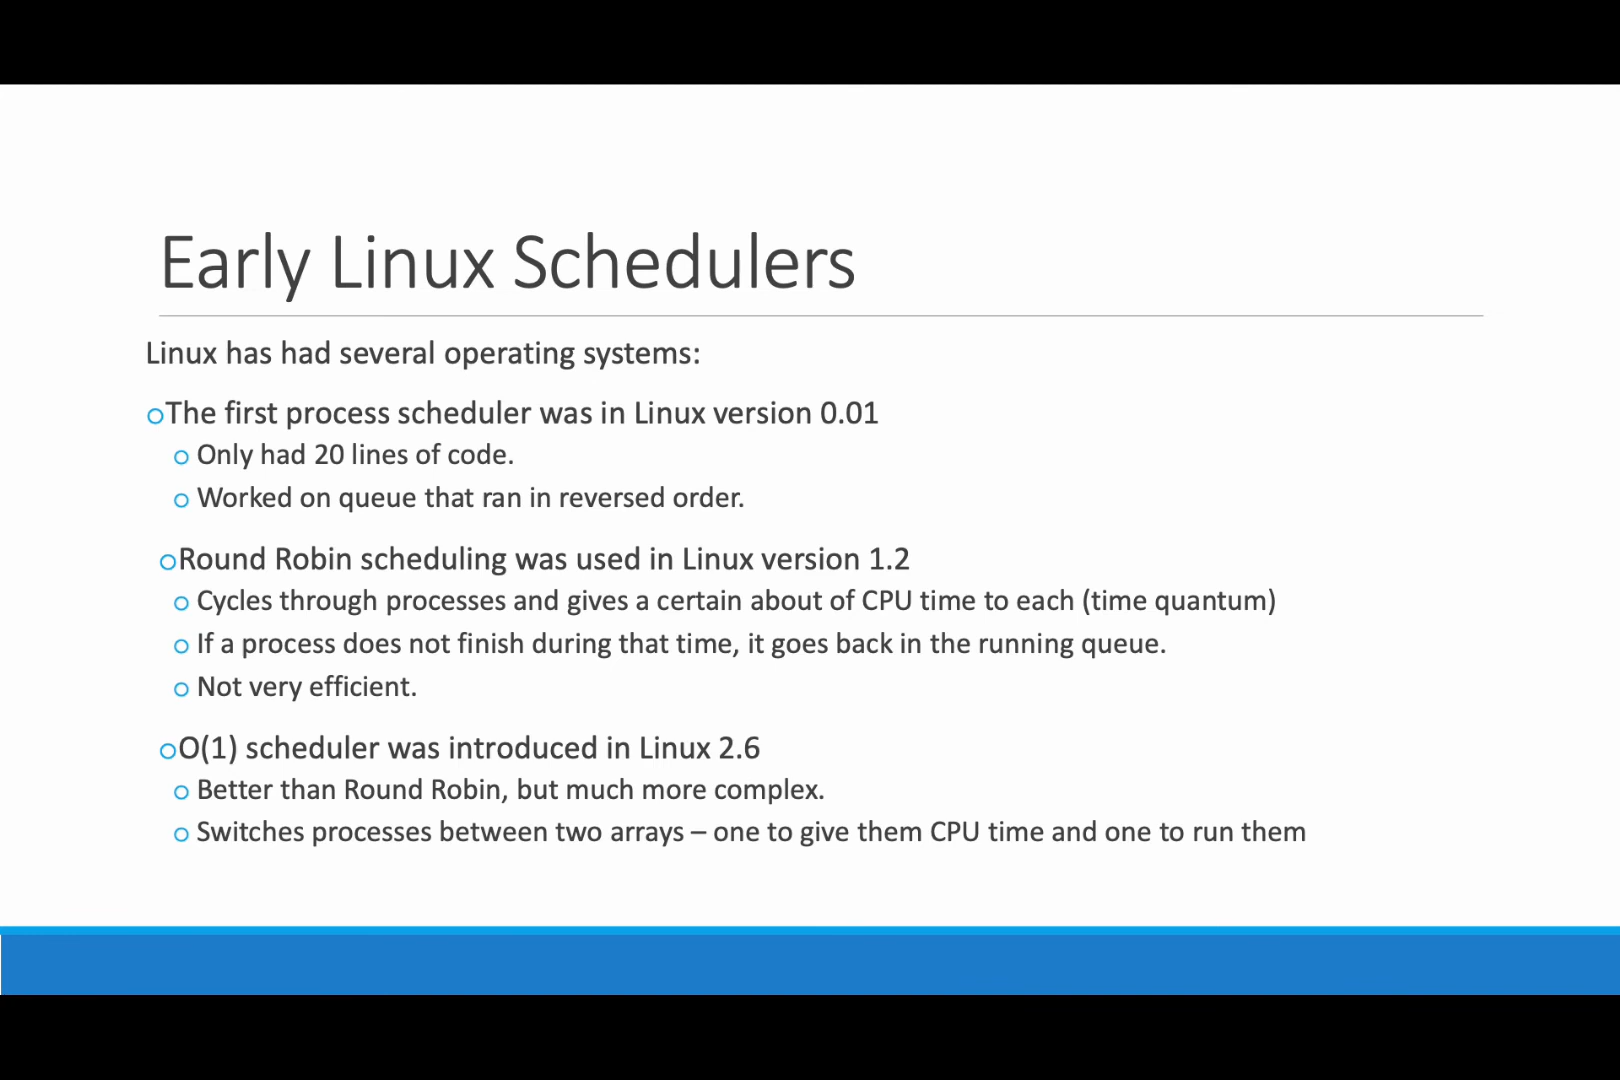 Early Linux Schedulers
Linux has had several operating systems:
The first process scheduler was in Linux version 0.01
Only had 20 lines of code.
Worked on queue that ran in reversed order.
Round Robin scheduling was used in Linux version 1.2
Cycles through processes and gives a certain about of CPU time to each (time quantum)
If a process does not finish during that time, it goes back in the running queue.
Not very efficient.
O(1) scheduler was introduced in Linux 2.6
Better than Round Robin, but much more complex.
Switches processes between two arrays – one to give them CPU time and one to run them